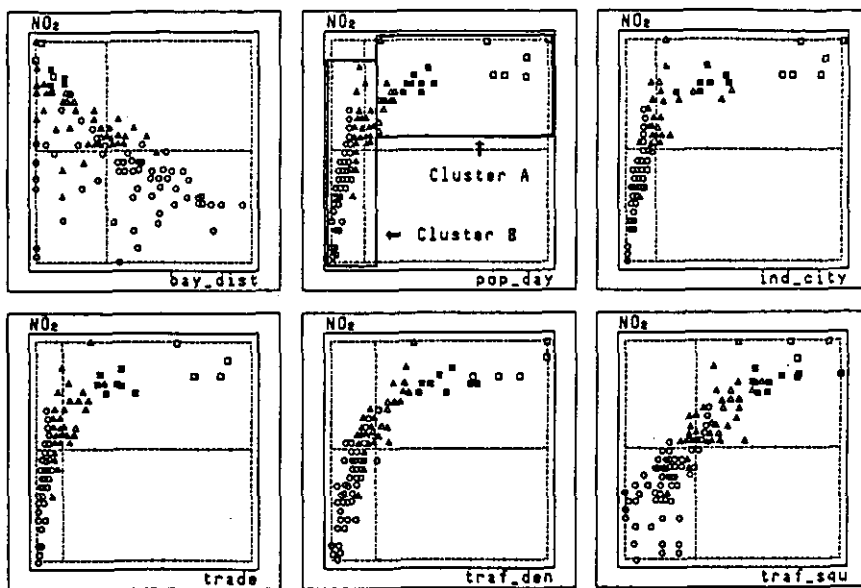 NO₂
bay_dist
NO₂
Cluster A
← Cluster B
pop_day
NO₂
ind_city
NO₂
trade
NO₂
traf_den
NO₂
traf_squ